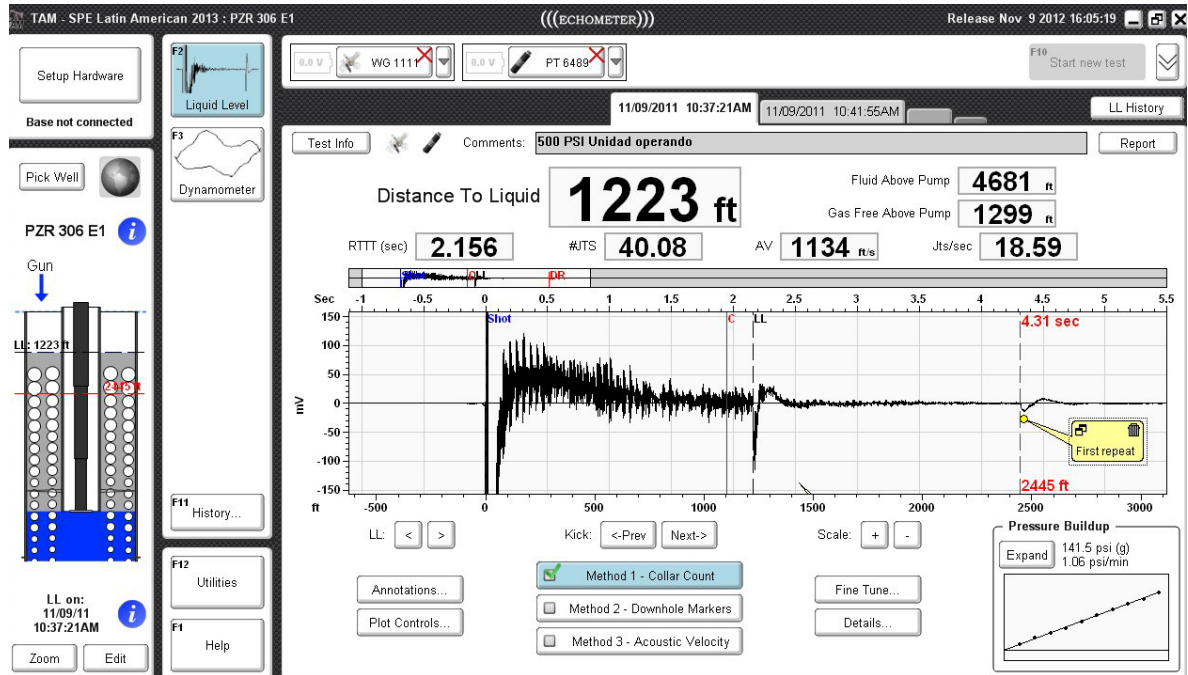 TAM - SPE Latin American 2013 : PZR 306 E1
(((ECHOMETER)))
Release Nov 9 2012 16:05:19
Setup Hardware
Base not connected
F2
Liquid Level
F3
Dynamometer
0.0 V
WG 1111
0.0 V
PT 6489
F10
Start new test
11/09/2011 10:37:21AM
11/09/2011 10:41:55AM
LL History
Pick Well
PZR 306 E1
Gun
LL: 1223 ft
2445 ft
LL on:
11/09/11
10:37:21AM
Zoom
Edit
F11
History...
F12
Utilities
F1
Help
Test Info
Comments:
500 PSI Unidad operando
Report
Distance To Liquid
1223 ft
Fluid Above Pump
4681 ft
Gas Free Above Pump
1299 ft
RTTT (sec)
2.156
#JTS
40.08
AV
1134 ft/s
Jts/sec
18.59
LL
DR
Sec -1 -0.5 0 0.5 1 1.5 2 2.5 3 3.5 4 4.5 5 5.5
Shot
C
LL
4.31 sec
150
100
50
0
-50
-100
-150
mV
First repeat
2445 ft
ft -500 0 500 1000 1500 2000 2500 3000
LL: < >
Kick: <-Prev Next->
Scale: + -
Annotations...
Plot Controls...
Method 1 - Collar Count
Method 2 - Downhole Markers
Method 3 - Acoustic Velocity
Fine Tune...
Details...
Pressure Buildup
Expand
141.5 psi (g)
1.06 psi/min